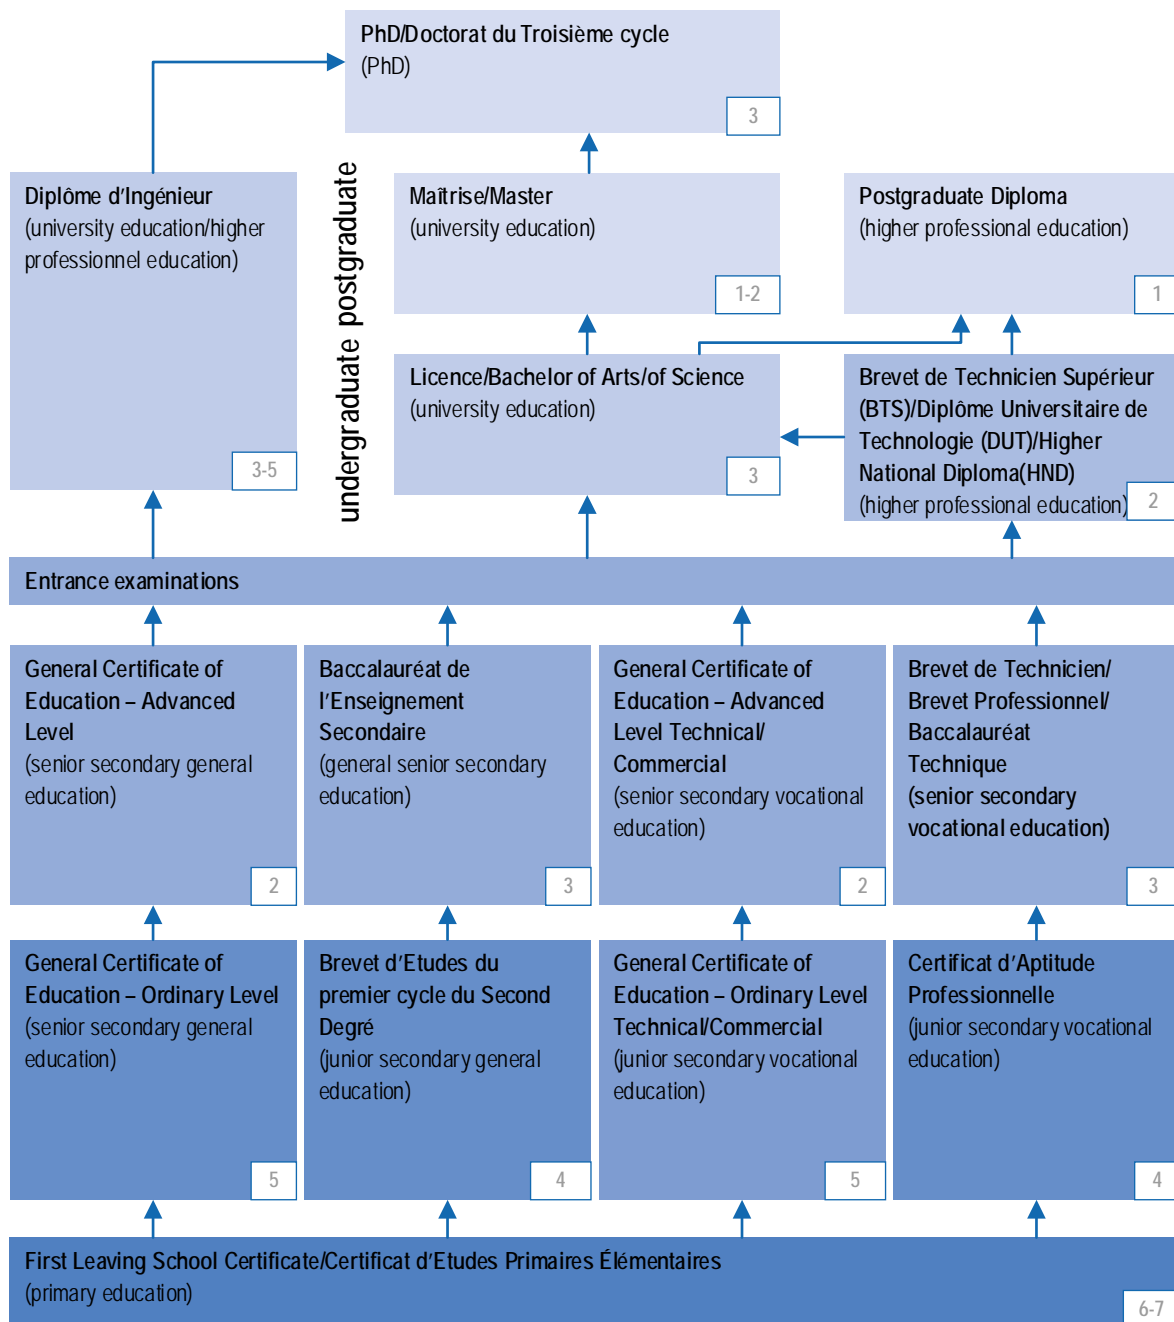 PhD/Doctorat du Troisième cycle
(PhD)
3
Diplôme d'Ingénieur
(university education/higher
professionnel education)
3-5
undergraduate postgraduate
Maîtrise/Master
(university education)
1-2
Postgraduate Diploma
(higher professional education)
1
Licence/Bachelor of Arts/of Science
(university education)
3
Brevet de Technicien Supérieur
(BTS)/Diplôme Universitaire de
Technologie (DUT)/Higher
National Diploma(HND)
(higher professional education)
2
Entrance examinations
General Certificate of
Education – Advanced
Level
(senior secondary general
education)
2
Baccalauréat de
l'Enseignement
Secondaire
(general senior secondary
education)
3
General Certificate of
Education – Advanced
Level Technical/
Commercial
(senior secondary vocational
education)
2
Brevet de Technicien/
Brevet Professionnel/
Baccalauréat
Technique
(senior secondary
vocational education)
3
General Certificate of
Education – Ordinary Level
(senior secondary general
education)
5
Brevet d'Etudes du
premier cycle du Second
Degré
(junior secondary general
education)
4
General Certificate of
Education – Ordinary Level
Technical/Commercial
(junior secondary vocational
education)
5
Certificat d'Aptitude
Professionnelle
(junior secondary vocational
education)
4
First Leaving School Certificate/Certificat d'Etudes Primaires Élémentaires
(primary education)
6-7